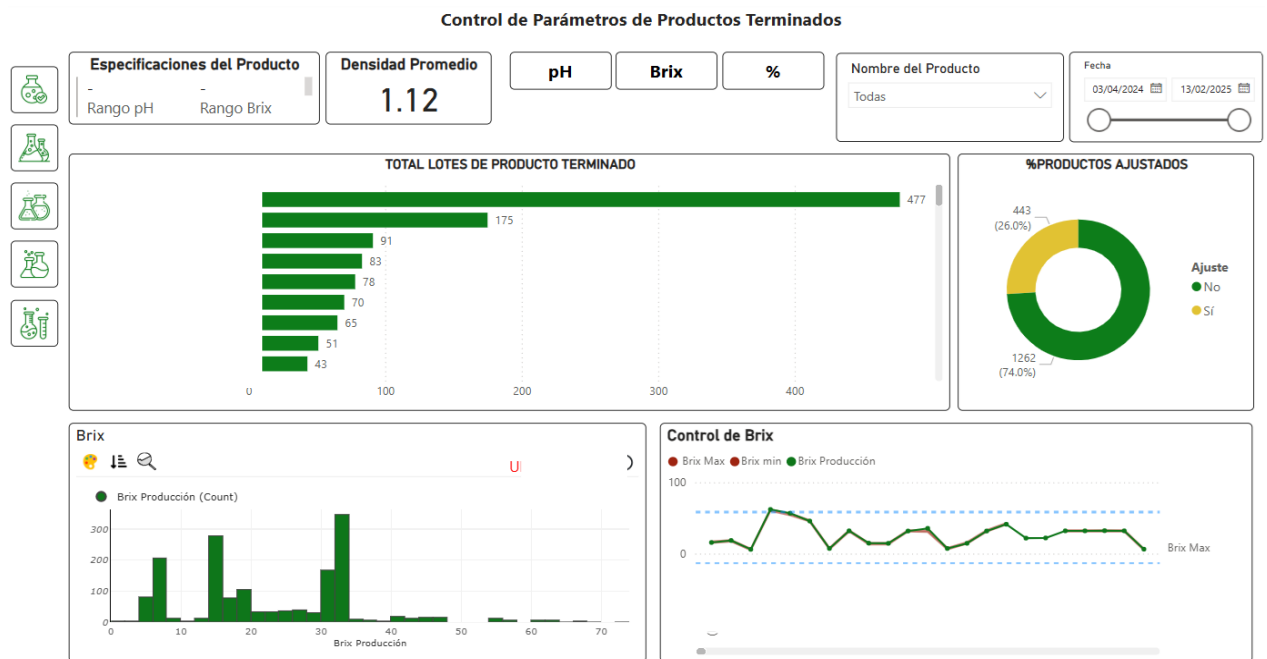 Control de Parámetros de Productos Terminados
Especificaciones del Producto
-
-
Rango pH
Rango Brix
Densidad Promedio
1.12
pH
Brix
%
Nombre del Producto
Todas
Fecha
03/04/2024
13/02/2025
TOTAL LOTES DE PRODUCTO TERMINADO
477
175
91
83
78
70
65
51
43
0
100
200
300
400
%PRODUCTOS AJUSTADOS
443
(26.0%)
1262
(74.0%)
Ajuste
No
Sí
Brix
Brix Producción (Count)
300
200
100
0
0
10
20
30
40
50
60
70
Brix Producción
Control de Brix
Brix Max
Brix min
Brix Producción
100
0
Brix Max